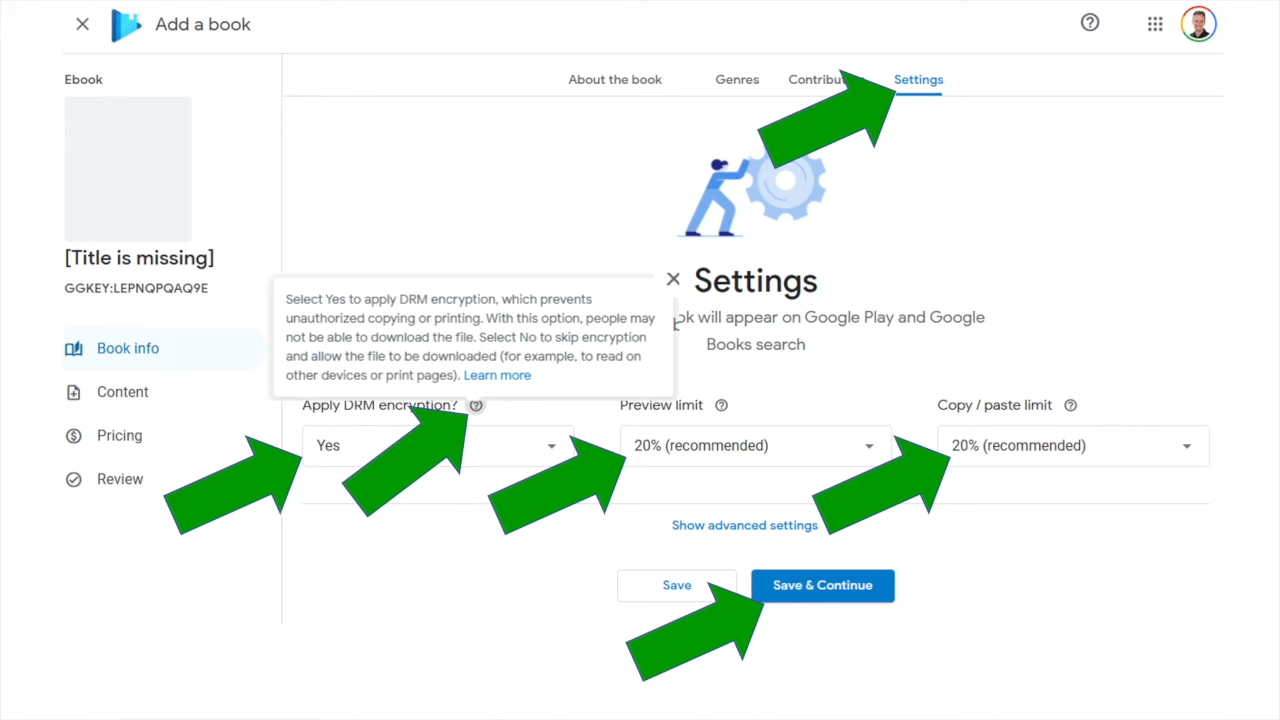 Add a book
Ebook
About the book
Genres
Settings
[Title is missing]
GGKEY:LEPNQPQAQ9E
Settings
Select Yes to apply DRM encryption, which prevents
unauthorized copying or printing. With this option, people may
not be able to download the file. Select No to skip encryption
and allow the file to be downloaded (for example, to read on
other devices or print pages). Learn more
will appear on Google Play and Google
Books search
Book info
Content
Pricing
Review
Apply DRM encryption?
Preview limit
Copy / paste limit
Yes
20% (recommended)
20% (recommended)
Show advanced settings
Save
Save & Continue